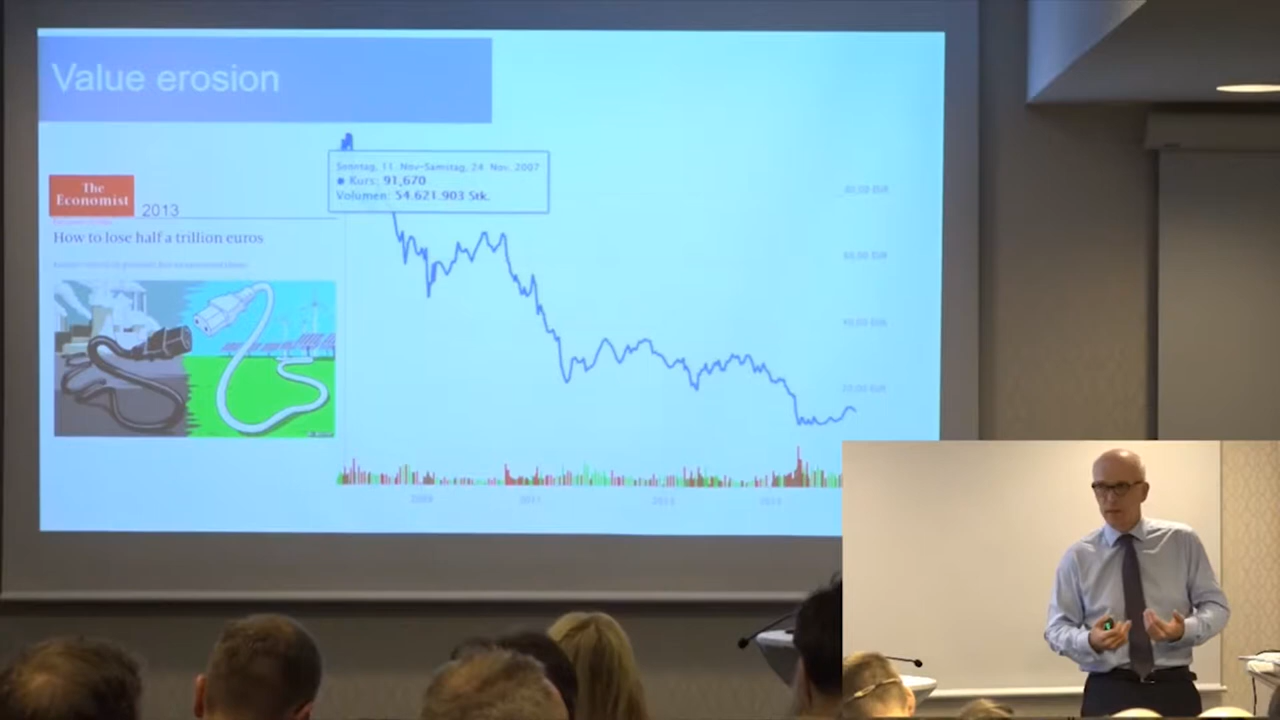 Value erosion
Sonntag, 11. Nov-Samstag, 24. Nov. 2007
Kurs: 91,670
Volumen: 54.621.903 Stk.
The
Economist
2013
How to lose half a trillion euros
80,00 EUR
60,00 EUR
40,00 EUR
20,00 EUR
2009
2011
2013
2015